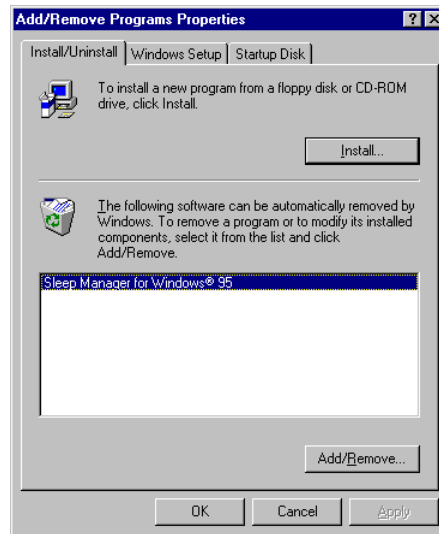 Add/Remove Programs Properties
Install/Uninstall Windows Setup Startup Disk
To install a new program from a floppy disk or CD-ROM
drive, click Install.
Install...
The following software can be automatically removed by
Windows. To remove a program or to modify its installed
components, select it from the list and click
Add/Remove.
Sleep Manager for Windows® 95
Add/Remove...
OK Cancel Apply